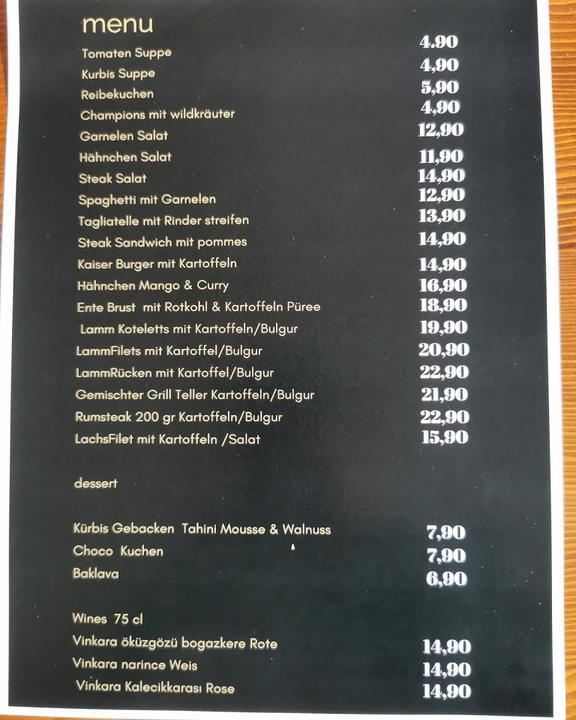 menu
Tomaten Suppe 4.90
Kurbis Suppe 4,90
Reibekuchen 5,90
Champions mit wildkräuter 4,90
Garnelen Salat 12,90
Hähnchen Salat 11,90
Steak Salat 14,90
Spaghetti mit Garnelen 12,90
Tagliatelle mit Rinder streifen 13,90
Steak Sandwich mit pommes 14,90
Kaiser Burger mit Kartoffeln 14,90
Hähnchen Mango & Curry 16,90
Ente Brust mit Rotkohl & Kartoffeln Püree 18,90
Lamm Koteletts mit Kartoffeln/Bulgur 19,90
LammFilets mit Kartoffel/Bulgur 20,90
LammRücken mit Kartoffel/Bulgur 22,90
Gemischter Grill Teller Kartoffeln/Bulgur 21,90
Rumsteak 200 gr Kartoffeln/Bulgur 22,90
LachsFilet mit Kartoffeln /Salat 15,90
dessert
Kürbis Gebacken Tahini Mousse & Walnuss 7,90
Choco Kuchen 7,90
Baklava 6,90
Wines 75 cl
Vinkara öküzgözü bogazkere Rote 14,90
Vinkara narince Weis 14,90
Vinkara Kalecikkarası Rose 14,90